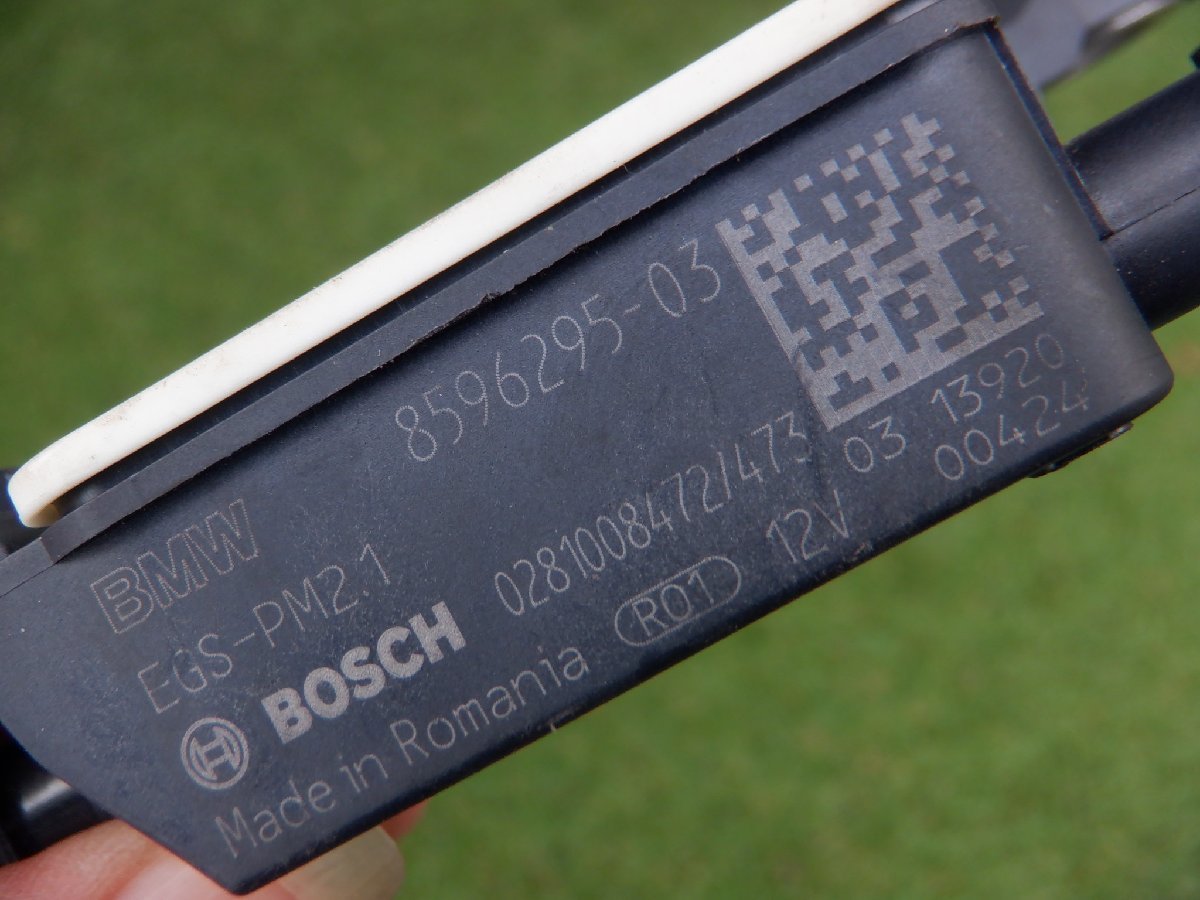 8596295-03
BMW
EGS-PM2.1
0281008472/473
03 13920
BOSCH
R01 12V
00424
Made in Romania